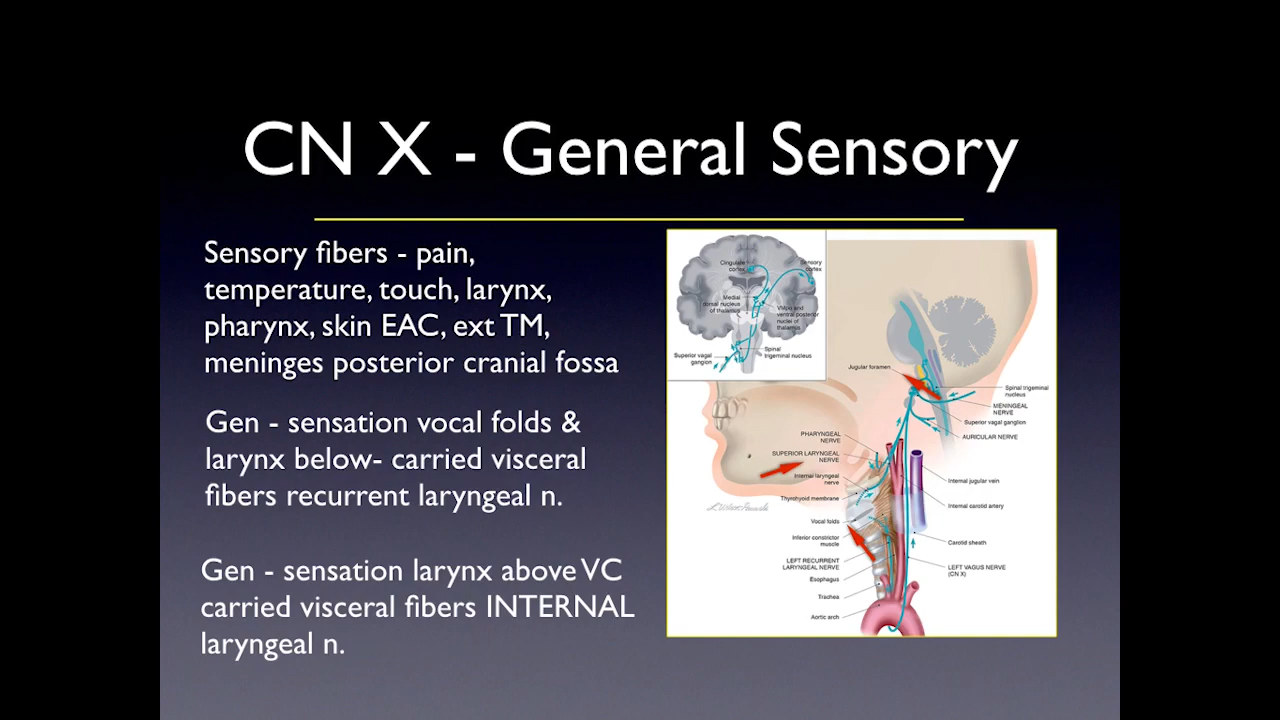 CN X - General Sensory
Sensory fibers - pain,
temperature, touch, larynx,
pharynx, skin EAC, ext TM,
meninges posterior cranial fossa
Gen - sensation vocal folds &
larynx below- carried visceral
fibers recurrent laryngeal n.
Gen - sensation larynx above VC
carried visceral fibers INTERNAL
laryngeal n.
Cingulate
cortex
Sensory
cortex
Medial
dorsal nucleus
of thalamus
VMpo and
ventral posterior
nuclei of
thalamus
Spinal
trigeminal nucleus
Superior vagal
ganglion
Jugular foramen
Spinal trigeminal
nucleus
MENINGEAL
NERVE
Superior vagal ganglion
AURICULAR NERVE
PHARYNGEAL
NERVE
SUPERIOR LARYNGEAL
NERVE
Internal laryngeal
nerve
Thyrohyoid membrane
Vocal folds
Inferior constrictor
muscle
LEFT RECURRENT
LARYNGEAL NERVE
Esophagus
Trachea
Aortic arch
Internal jugular vein
Internal carotid artery
Carotid sheath
LEFT VAGUS NERVE
(CN X)